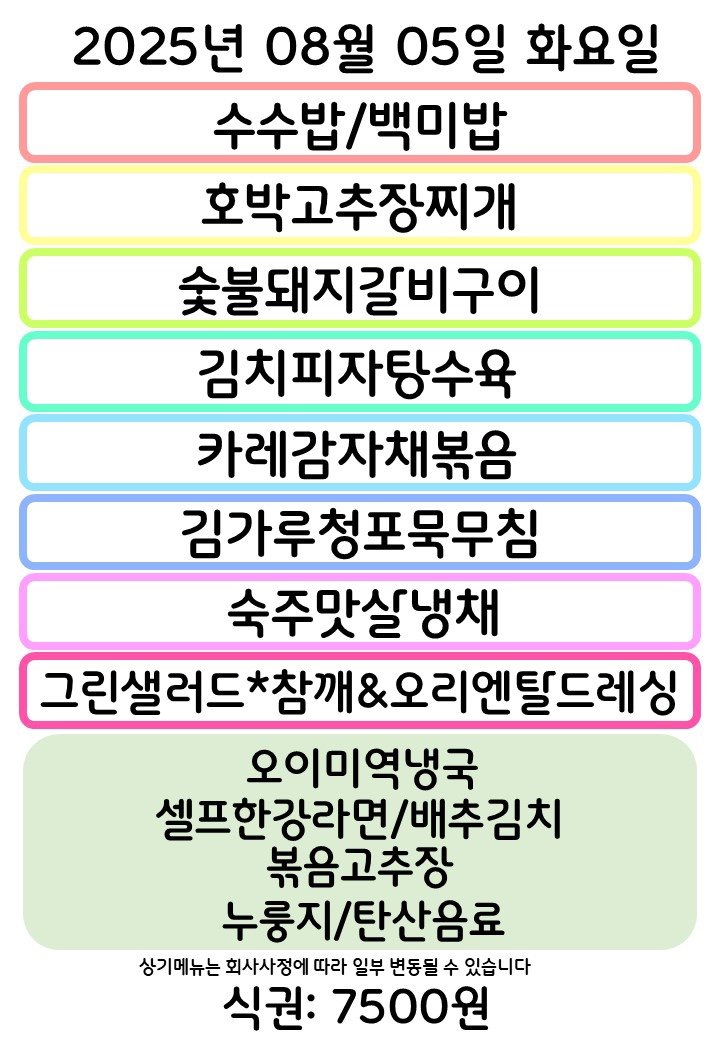 2025년 08월 05일 화요일
수수밥/백미밥
호박고추장찌개
숯불돼지갈비구이
김치피자탕수육
카레감자채볶음
김가루청포묵무침
숙주맛살냉채
그린샐러드*참깨&오리엔탈드레싱
오이미역냉국
셀프한강라면/배추김치
볶음고추장
누룽지/탄산음료
상기메뉴는 회사사정에 따라 일부 변동될 수 있습니다
식권: 7500원